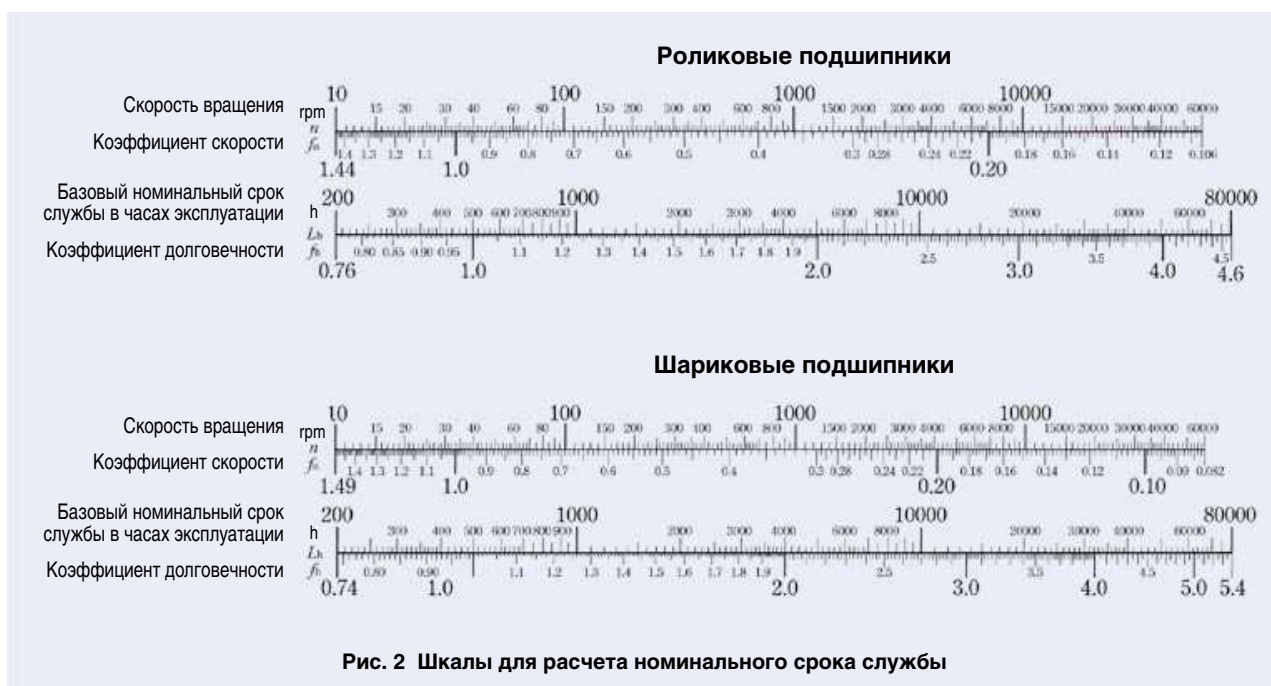 Роликовые подшипники
Скорость вращения rpm 10 15 20 30 40 60 80 100 150 200 300 400 600 800 1000 1500 2000 3000 4000 6000 8000 10000 15000 20000 30000 40000 60000
n
Коэффициент скорости fn 1.44 1.4 1.3 1.2 1.1 1.0 0.9 0.8 0.7 0.6 0.5 0.4 0.3 0.28 0.24 0.22 0.20 0.18 0.16 0.14 0.12 0.106
Базовый номинальный срок
службы в часах эксплуатации h 200 300 400 500 600 700 800 900 1000 2000 3000 4000 6000 8000 10000 20000 40000 60000 80000
Lh
Коэффициент долговечности fh 0.76 0.80 0.85 0.90 0.95 1.0 1.1 1.2 1.3 1.4 1.5 1.6 1.7 1.8 1.9 2.0 2.5 3.0 3.5 4.0 4.5 4.6
Шариковые подшипники
Скорость вращения rpm 10 15 20 30 40 60 80 100 150 200 300 400 600 800 1000 1500 2000 3000 4000 6000 8000 10000 15000 20000 30000 40000 60000
n
Коэффициент скорости fn 1.49 1.4 1.3 1.2 1.1 1.0 0.9 0.8 0.7 0.6 0.5 0.4 0.3 0.28 0.24 0.22 0.20 0.18 0.16 0.14 0.12 0.10 0.09 0.082
Базовый номинальный срок
службы в часах эксплуатации h 200 300 400 500 600 700 800 900 1000 2000 3000 4000 6000 8000 10000 20000 30000 40000 60000 80000
Lh
Коэффициент долговечности fh 0.74 0.80 0.90 1.0 1.1 1.2 1.3 1.4 1.5 1.6 1.7 1.8 1.9 2.0 2.5 3.0 3.5 4.0 4.5 5.0 5.4
Рис. 2 Шкалы для расчета номинального срока службы